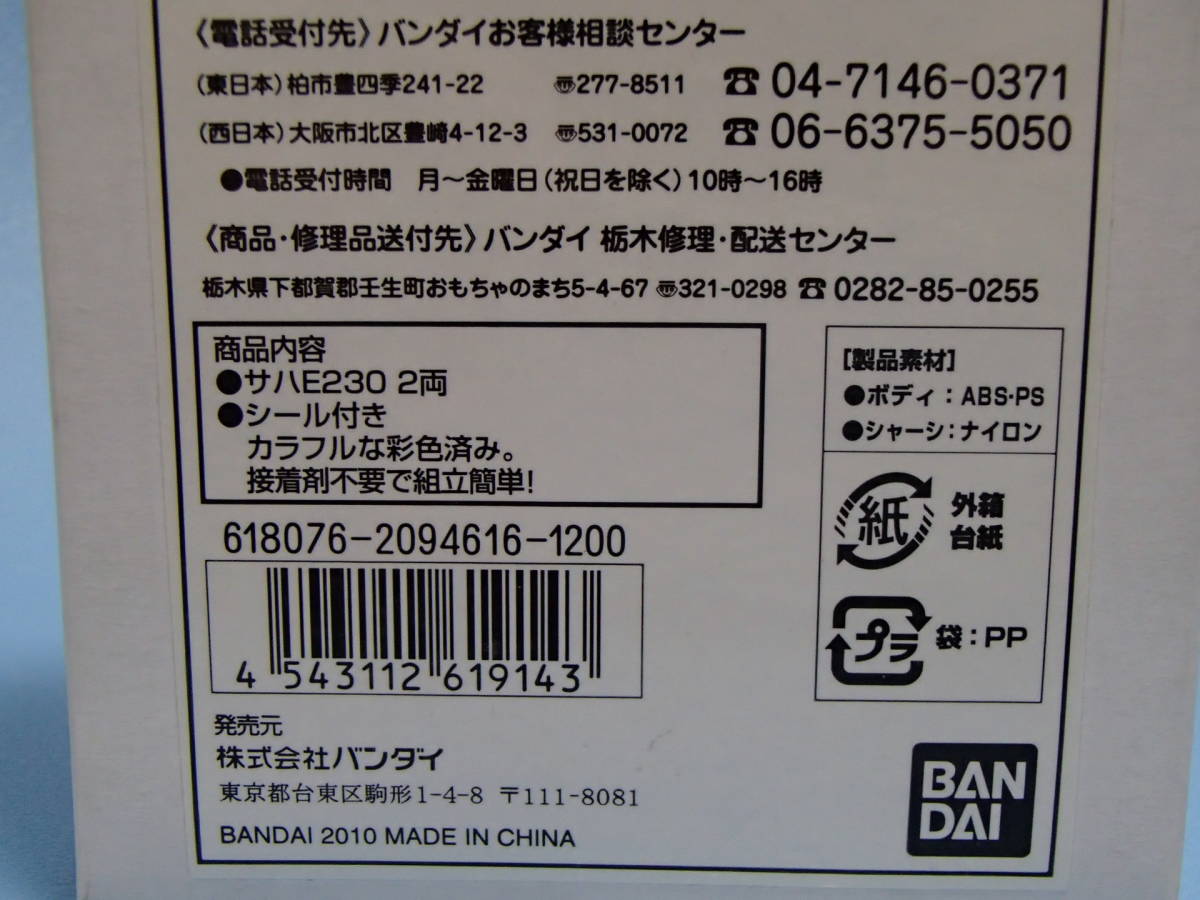 〈電話受付先〉バンダイお客様相談センター
(東日本)柏市豊四季241-22 〠277-8511 ☎04-7146-0371
(西日本)大阪市北区豊崎4-12-3 〠531-0072 ☎06-6375-5050
●電話受付時間 月～金曜日(祝日を除く)10時～16時
〈商品・修理品送付先〉バンダイ 栃木修理・配送センター
栃木県下都賀郡壬生町おもちゃのまち5-4-67 〠321-0298 ☎0282-85-0255
商品内容
●サハE230 2両
●シール付き
カラフルな彩色済み。
接着剤不要で組立簡単!
[製品素材]
●ボディ：ABS・PS
●シャーシ：ナイロン
紙
外箱
台紙
プラ
袋：PP
618076-2094616-1200
4 543112 619143
発売元
株式会社バンダイ
東京都台東区駒形1-4-8 〒111-8081
BANDAI 2010 MADE IN CHINA
BAN
DAI